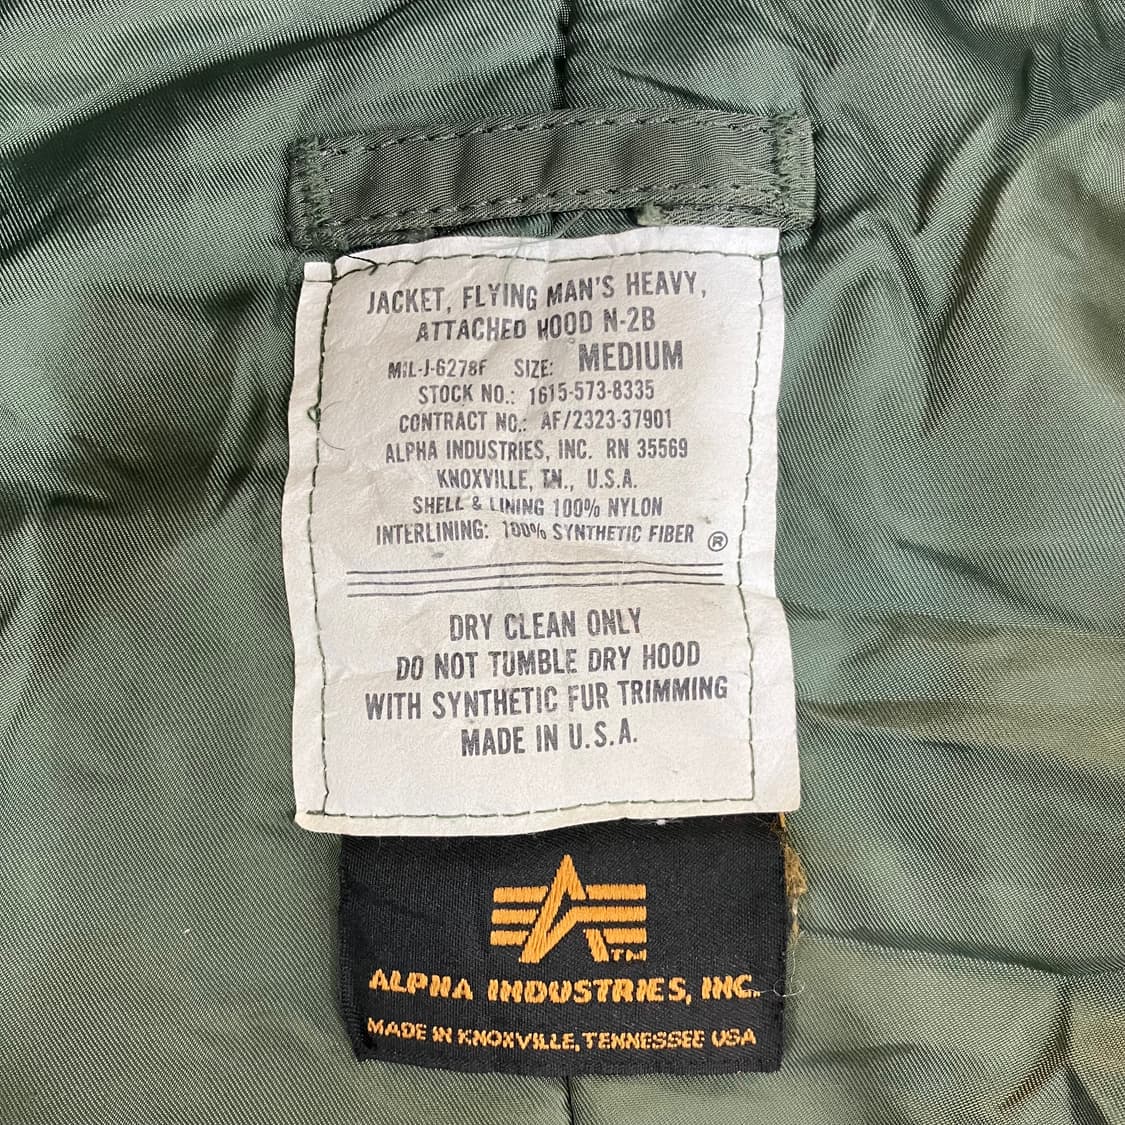 JACKET, FLYING MAN'S HEAVY,
ATTACHED HOOD N-2B
MIL-J-6278F SIZE: MEDIUM
STOCK NO.: 1615-573-8335
CONTRACT NO.: AF/2323-37901
ALPHA INDUSTRIES, INC. RN 35569
KNOXVILLE, TN., U.S.A.
SHELL & LINING 100% NYLON
INTERLINING: 100% SYNTHETIC FIBER ®
DRY CLEAN ONLY
DO NOT TUMBLE DRY HOOD
WITH SYNTHETIC FUR TRIMMING
MADE IN U.S.A.
TM
ALPHA INDUSTRIES, INC.
MADE IN KNOXVILLE, TENNESSEE USA